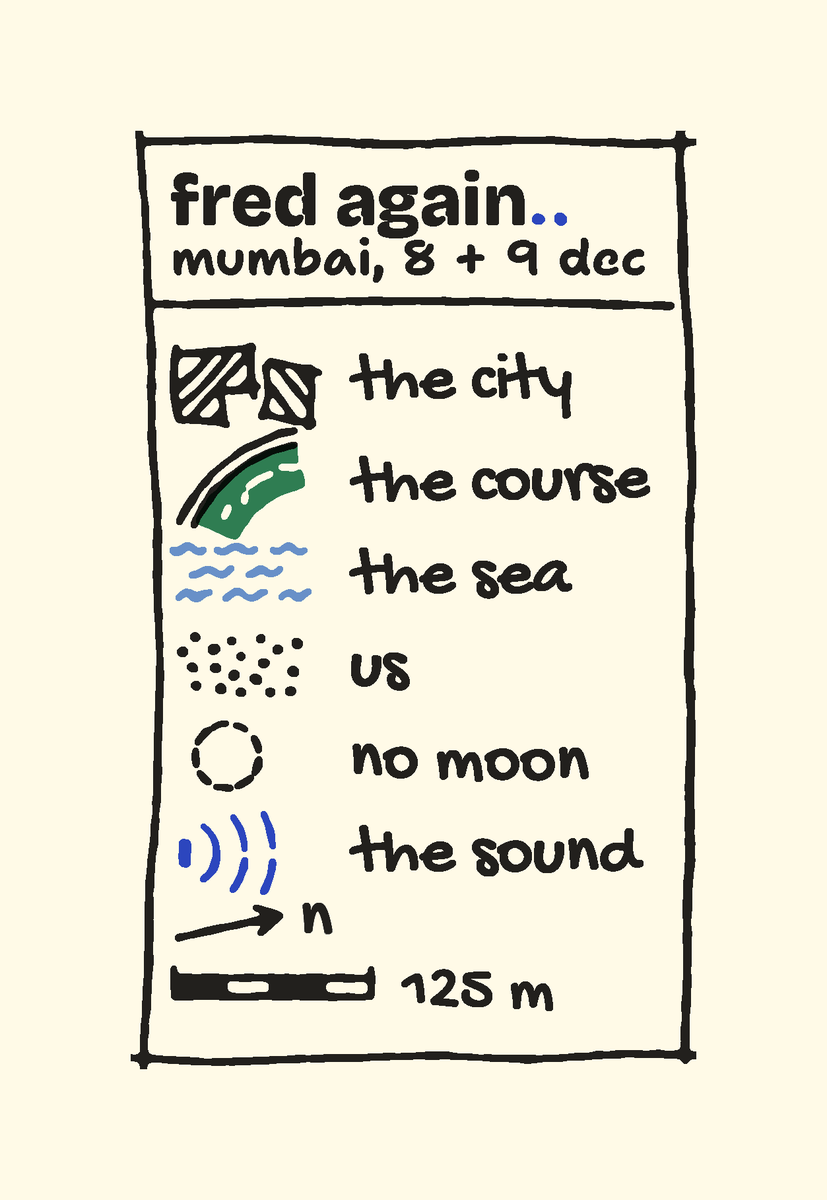 fred again..
mumbai, 8 + 9 dec
the city
the course
the sea
us
no moon
the sound
n
125 m